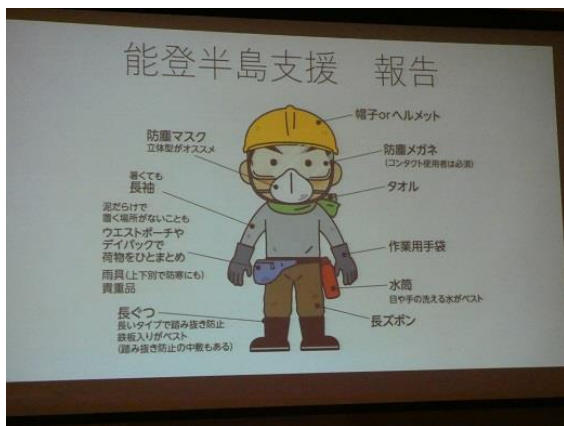 能登半島支援 報告
帽子orヘルメット
防塵マスク
立体型がオススメ
防塵メガネ
(コンタクト使用者は必須)
暑くても
長袖
タオル
泥だらけで
置く場所がないことも
ウエストポーチや
デイパックで
荷物をひとまとめ
作業用手袋
雨具(上下別で防寒にも)
貴重品
水筒
目や手の洗える水がベスト
長ぐつ
長いタイプで踏み抜き防止
鉄板入りがベスト
(踏み抜き防止の中敷もある)
長ズボン